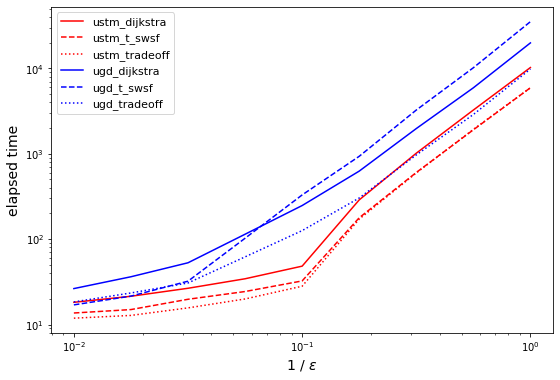 ustm_dijkstra
ustm_t_swsf
ustm_tradeoff
ugd_dijkstra
ugd_t_swsf
ugd_tradeoff
elapsed time
10⁴
10³
10²
10¹
10⁻²
10⁻¹
10⁰
1 / ε